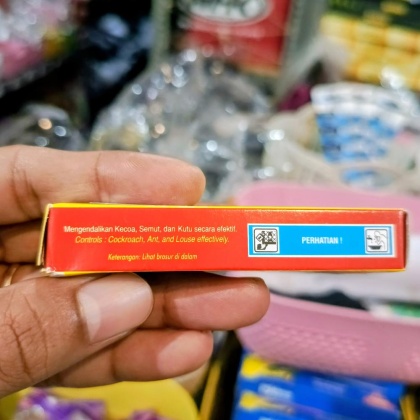 Mengendalikan Kecoa, Semut, dan Kutu secara efektif.
Controls : Cockroach, Ant, and Louse effectively.
Keterangan: Lihat brosur di dalam
PERHATIAN !